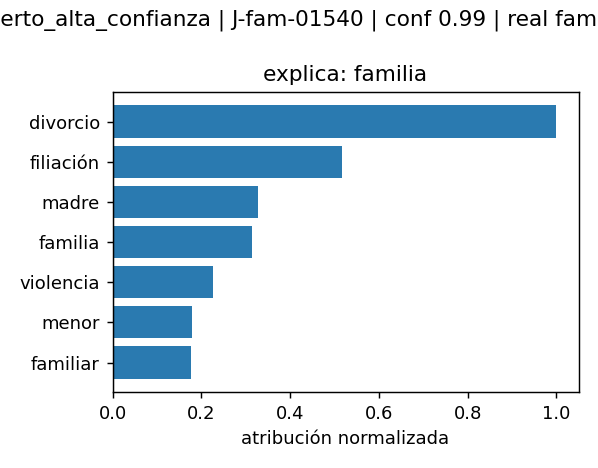 erto_alta_confianza | J-fam-01540 | conf 0.99 | real fam
explica: familia
divorcio
filiación
madre
familia
violencia
menor
familiar
0.0 0.2 0.4 0.6 0.8 1.0
atribución normalizada